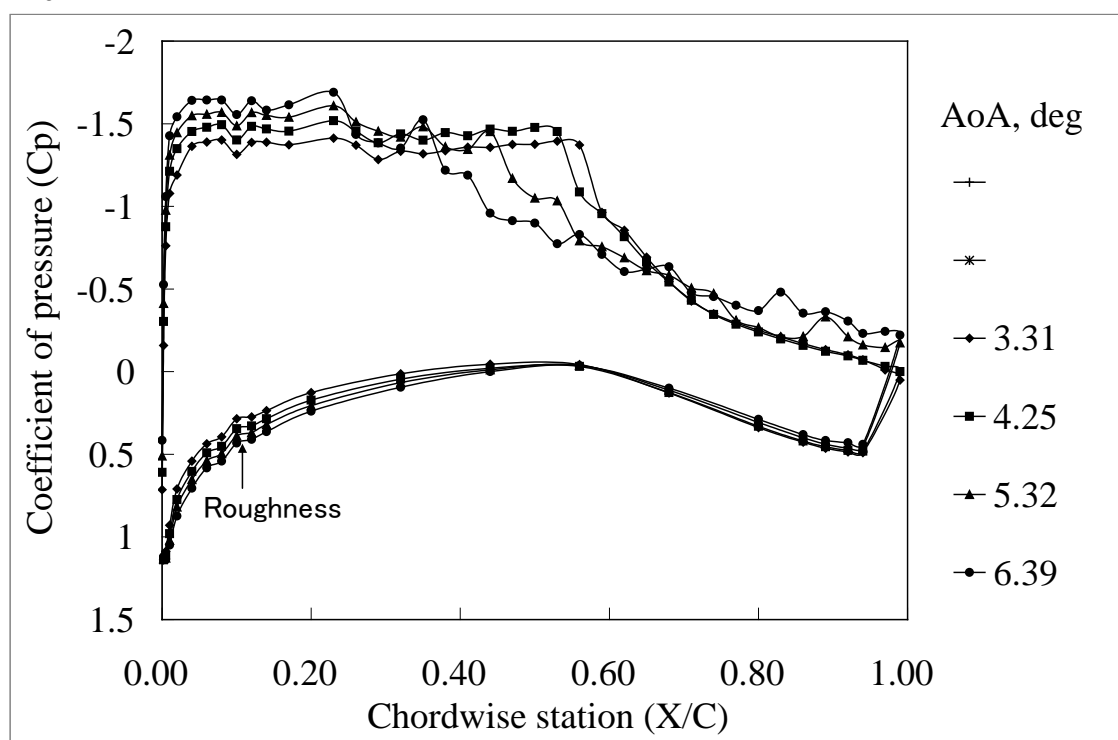 -2
-1.5
-1
-0.5
0
0.5
1
1.5
Coefficient of pressure (Cp)
0.00 0.20 0.40 0.60 0.80 1.00
Chordwise station (X/C)
Roughness
AoA, deg
3.31
4.25
5.32
6.39